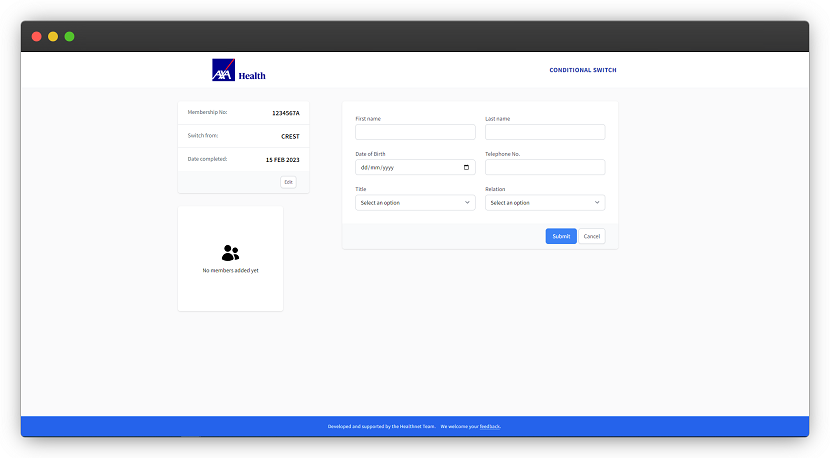 AXA Health
CONDITIONAL SWITCH
Membership No: 1234567A
Switch from: CREST
Date completed: 15 FEB 2023
Edit
No members added yet
First name
Last name
Date of Birth
Telephone No.
dd/mm/yyyy
Title
Relation
Select an option
Select an option
Submit
Cancel
Developed and supported by the Healthnet Team. We welcome your feedback.